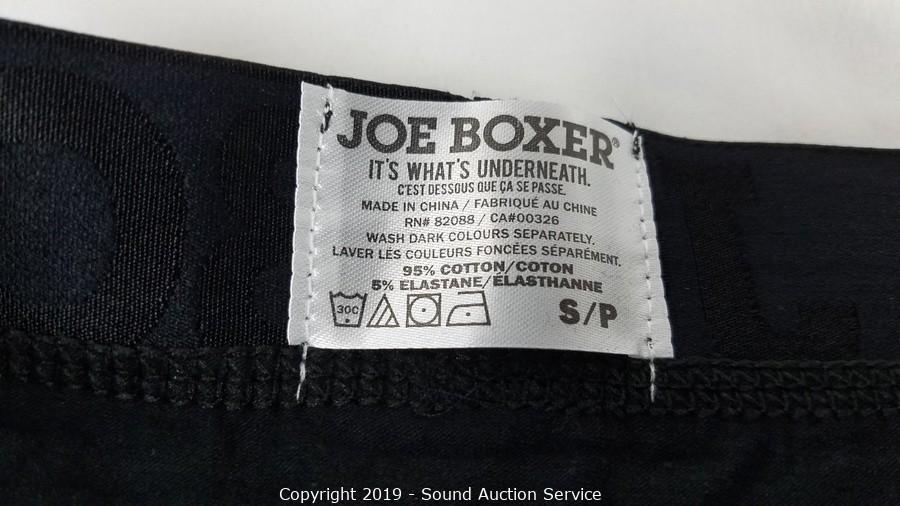 JOE BOXER®
IT'S WHAT'S UNDERNEATH.
C'EST DESSOUS QUE ÇA SE PASSE.
MADE IN CHINA / FABRIQUÉ AU CHINE
RN# 82088 / CA#00326
WASH DARK COLOURS SEPARATELY.
LAVER LÉS COULEURS FONCÉES SÉPARÉMENT.
95% COTTON/COTON
5% ELASTANE/ÉLASTHANNE
30C
S/P
Copyright 2019 - Sound Auction Service